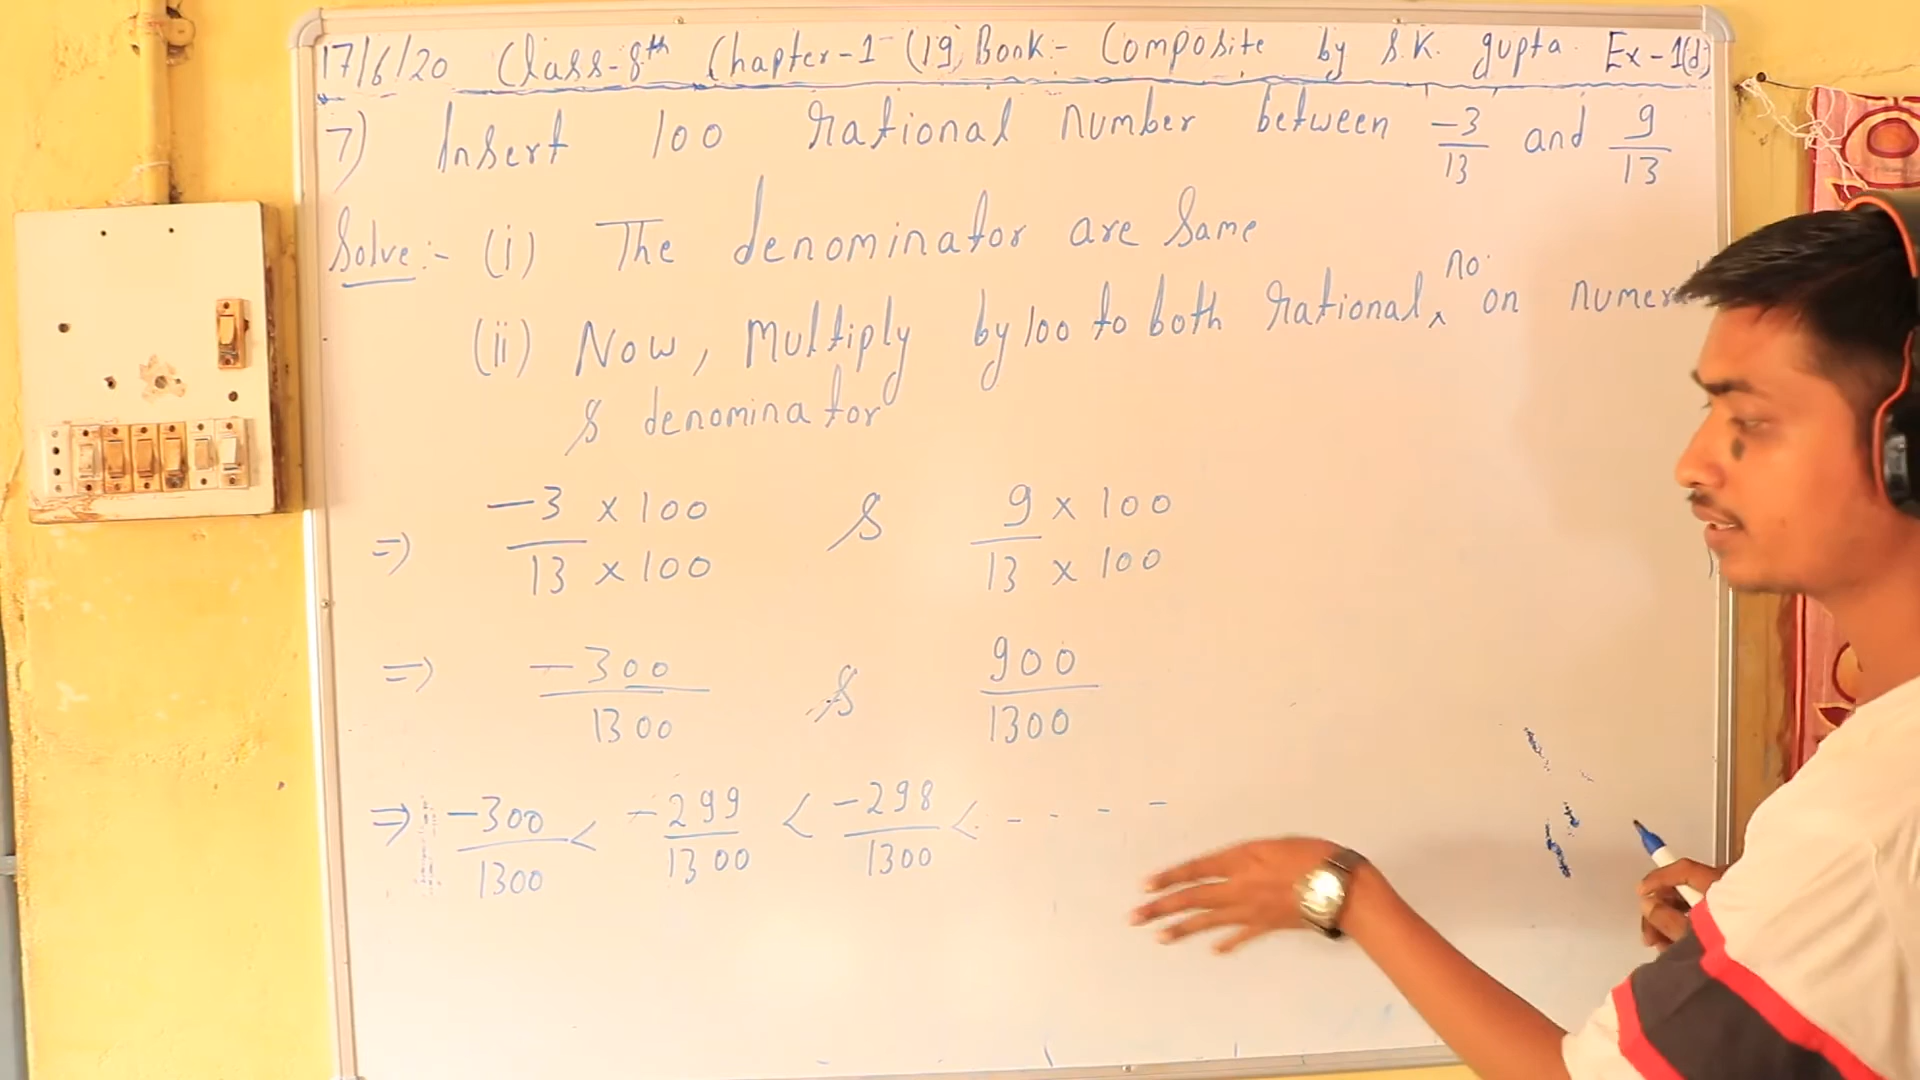 17/6/20 Class-8th Chapter-1 (19) Book:- Composite by S.K. gupta. Ex-1(d)
7) Insert 100 rational number between -3/13 and 9/13
Solve:- (i) The denominator are same
(ii) Now, Multiply by 100 to both rational no. on
& denominator
=> -3 × 100 / 13 × 100 & 9 × 100 / 13 × 100
=> -300/1300 & 900/1300
=> -300/1300 < -299/1300 < -298/1300 < - - - -